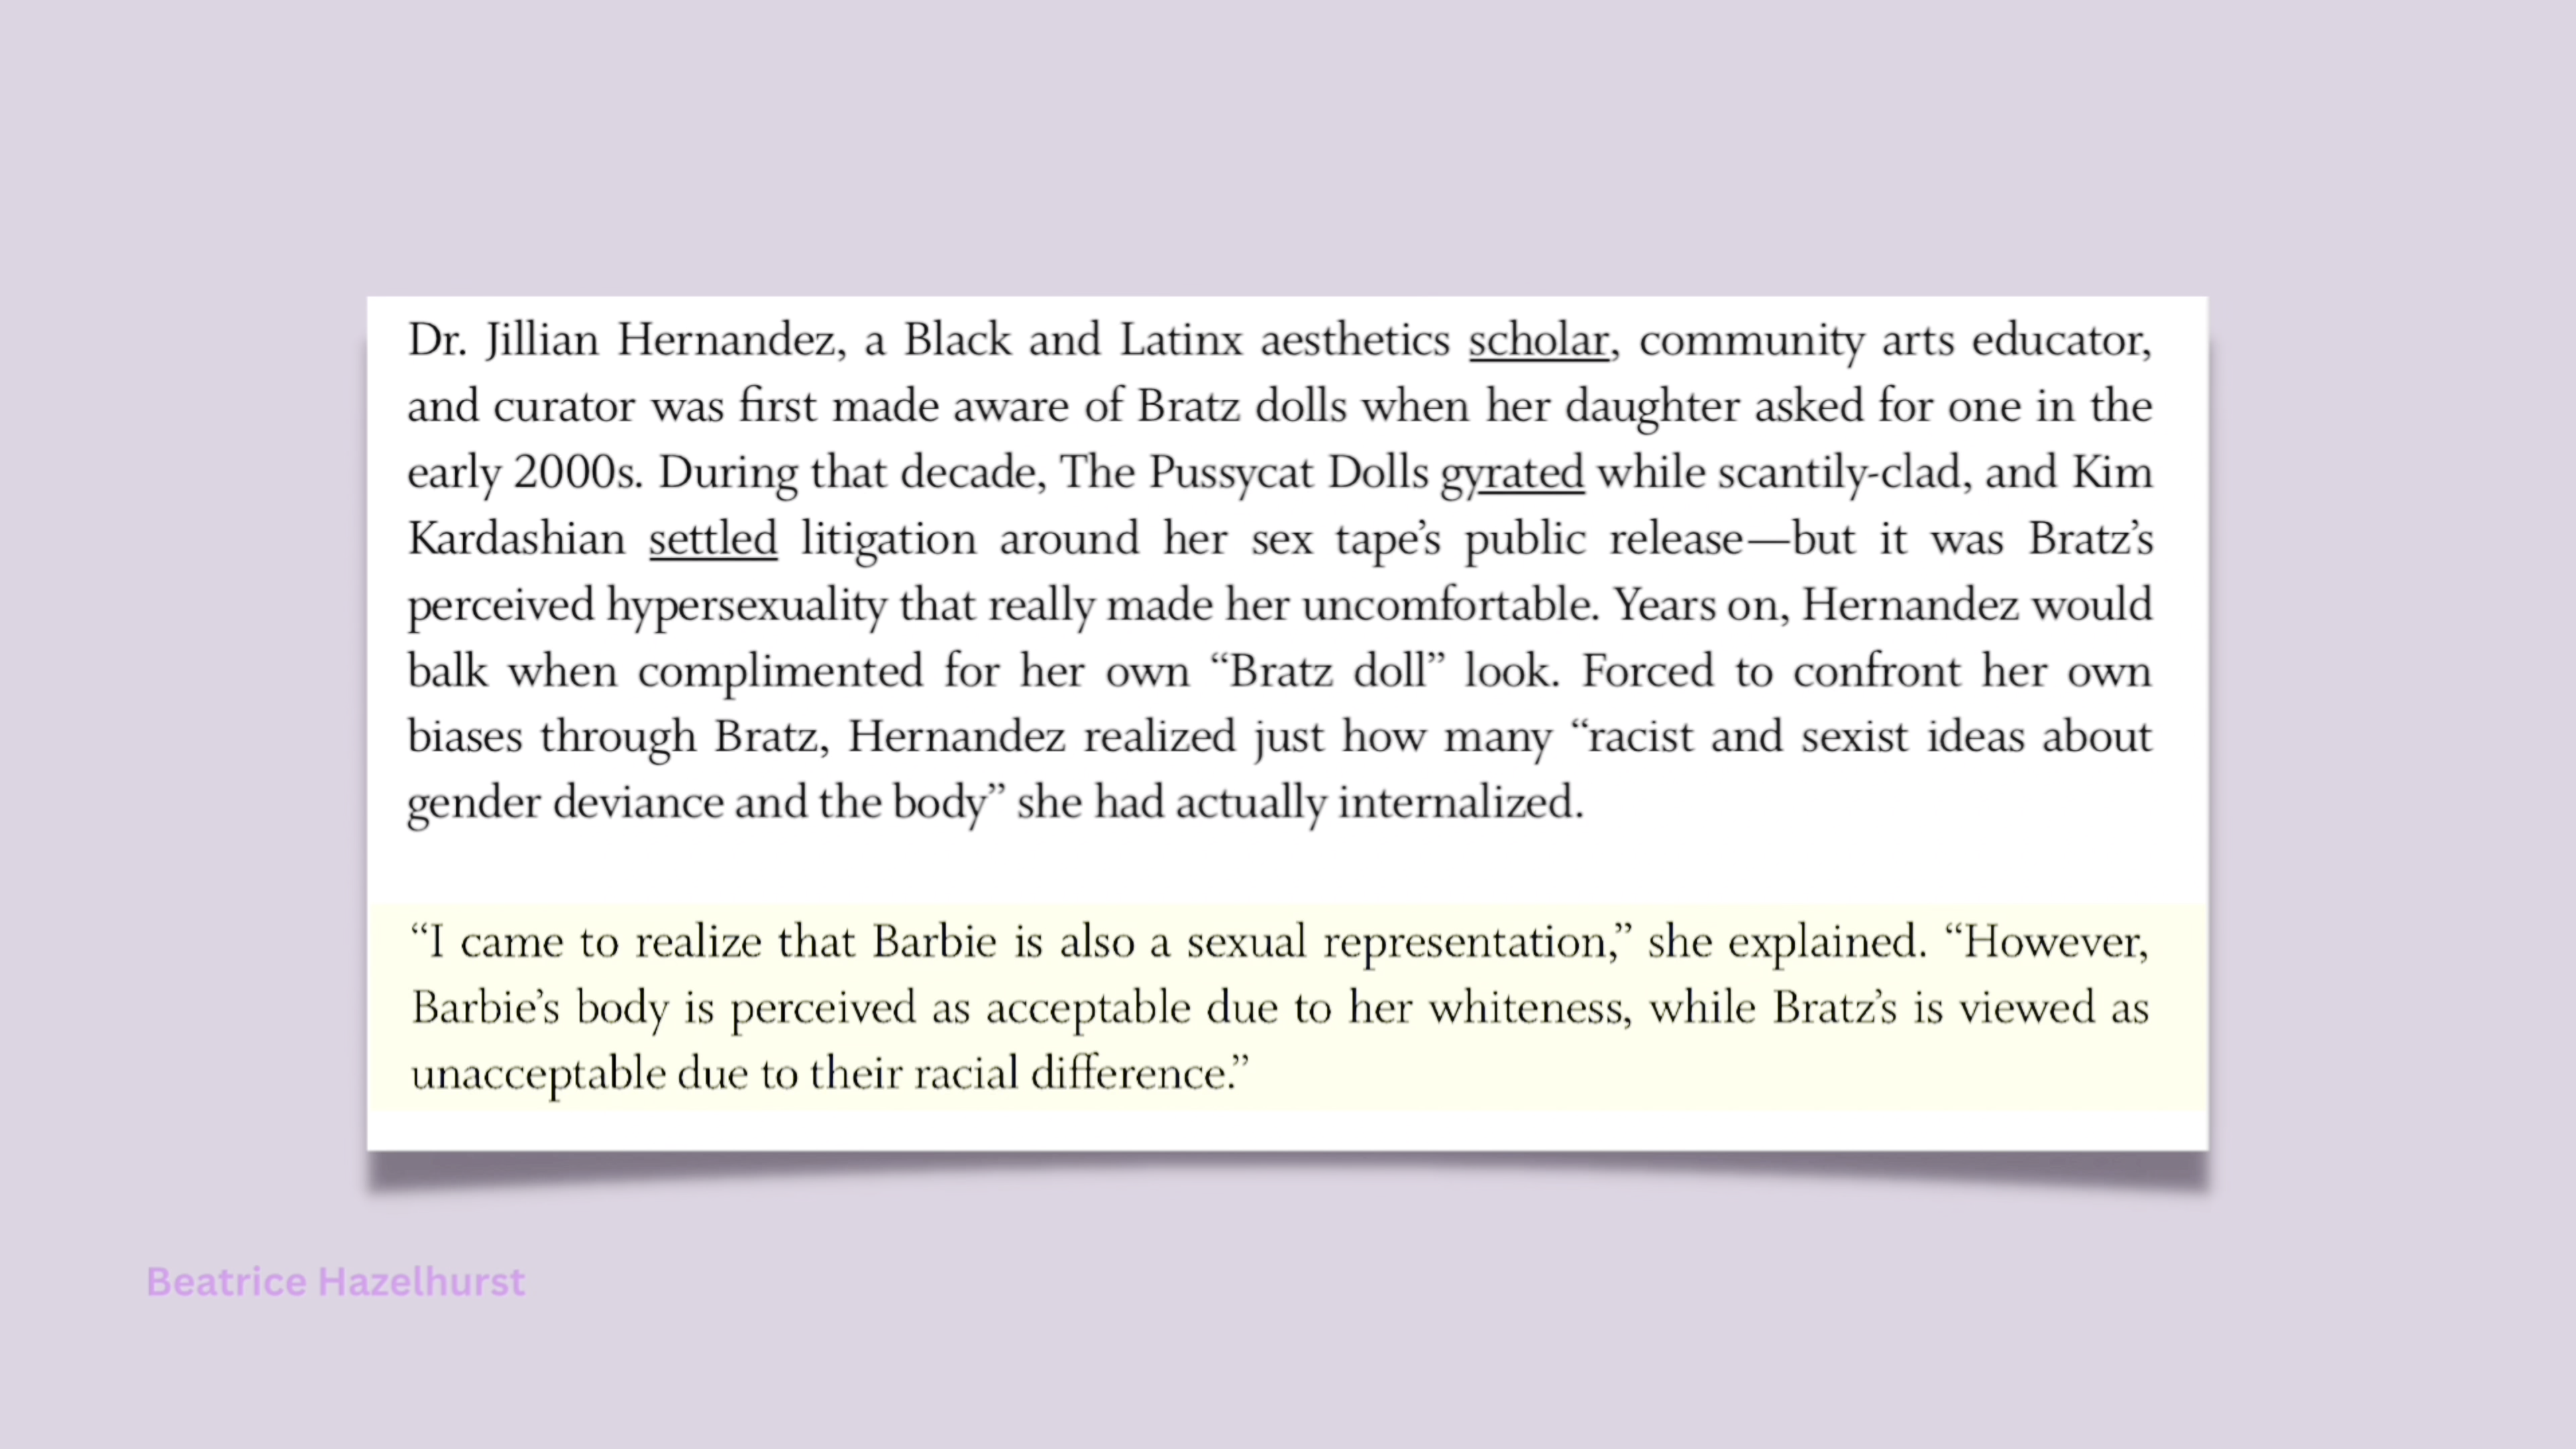 Dr. Jillian Hernandez, a Black and Latinx aesthetics scholar, community arts educator,
and curator was first made aware of Bratz dolls when her daughter asked for one in the
early 2000s. During that decade, The Pussycat Dolls gyrated while scantily-clad, and Kim
Kardashian settled litigation around her sex tape’s public release—but it was Bratz’s
perceived hypersexuality that really made her uncomfortable. Years on, Hernandez would
balk when complimented for her own “Bratz doll” look. Forced to confront her own
biases through Bratz, Hernandez realized just how many “racist and sexist ideas about
gender deviance and the body” she had actually internalized.
“I came to realize that Barbie is also a sexual representation,” she explained. “However,
Barbie’s body is perceived as acceptable due to her whiteness, while Bratz’s is viewed as
unacceptable due to their racial difference.”
Beatrice Hazelhurst